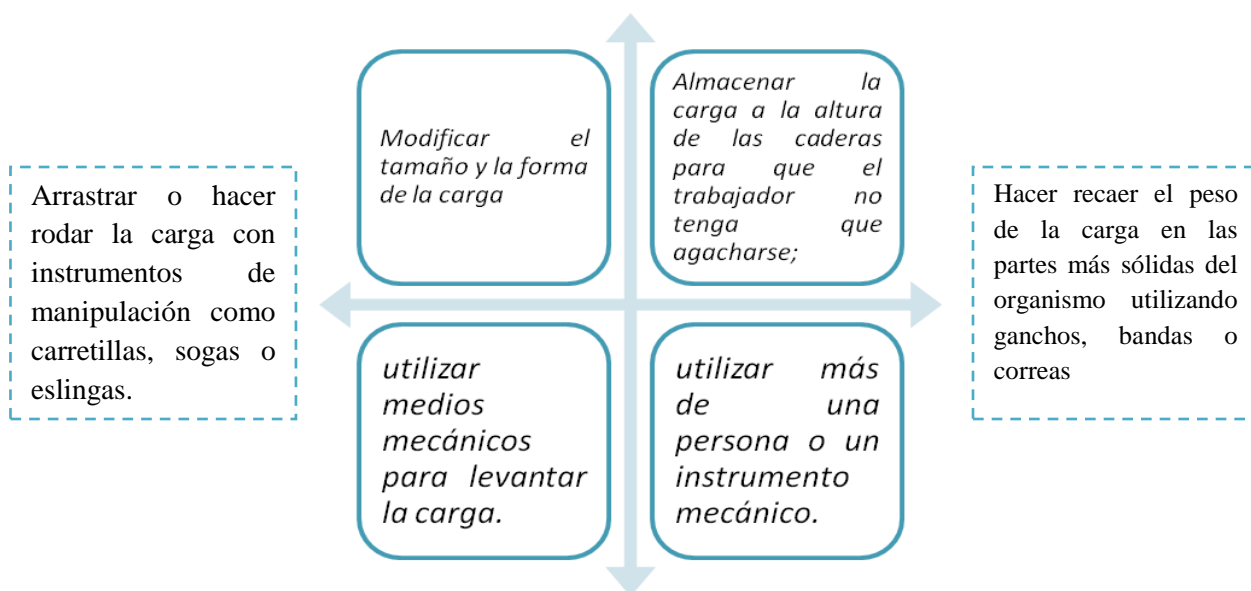 Arrastrar o hacer
rodar la carga con
instrumentos de
manipulación como
carretillas, sogas o
eslingas.
Modificar el
tamaño y la forma
de la carga
Almacenar la
carga a la altura
de las caderas
para que el
trabajador no
tenga que
agacharse;
utilizar
medios
mecánicos
para levantar
la carga.
utilizar más
de una
persona o un
instrumento
mecánico.
Hacer recaer el peso
de la carga en las
partes más sólidas del
organismo utilizando
ganchos, bandas o
correas